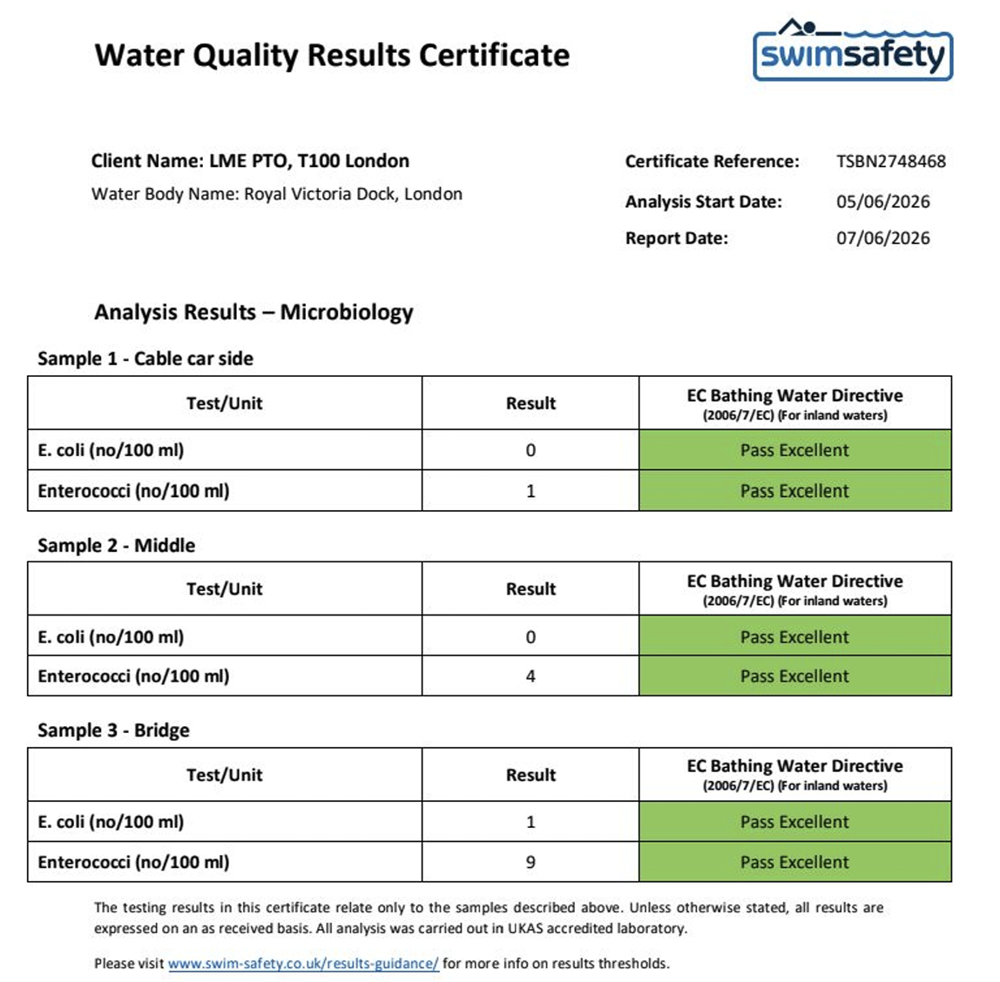 Water Quality Results Certificate
swimsafety
Client Name: LME PTO, T100 London
Water Body Name: Royal Victoria Dock, London
Certificate Reference: TSBN2748468
Analysis Start Date: 05/06/2026
Report Date: 07/06/2026
Analysis Results – Microbiology
Sample 1 - Cable car side
Test/Unit Result EC Bathing Water Directive
(2006/7/EC) (For inland waters)
E. coli (no/100 ml) 0 Pass Excellent
Enterococci (no/100 ml) 1 Pass Excellent
Sample 2 - Middle
Test/Unit Result EC Bathing Water Directive
(2006/7/EC) (For inland waters)
E. coli (no/100 ml) 0 Pass Excellent
Enterococci (no/100 ml) 4 Pass Excellent
Sample 3 - Bridge
Test/Unit Result EC Bathing Water Directive
(2006/7/EC) (For inland waters)
E. coli (no/100 ml) 1 Pass Excellent
Enterococci (no/100 ml) 9 Pass Excellent
The testing results in this certificate relate only to the samples described above. Unless otherwise stated, all results are
expressed on an as received basis. All analysis was carried out in UKAS accredited laboratory.
Please visit www.swim-safety.co.uk/results-guidance/ for more info on results thresholds.